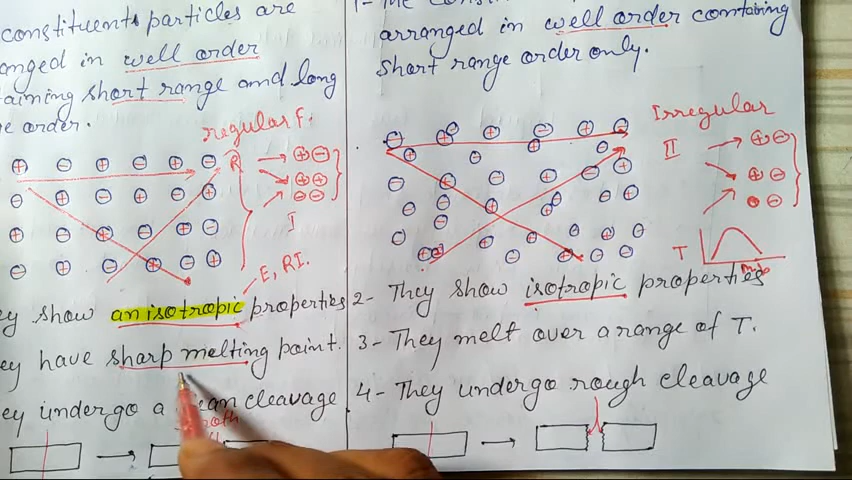 constituent particles are
anged in well order
taining short range and long
e order.
regular F.
R
I
E, RI.
ey show anisotropic properties
ey have sharp melting point.
ey undergo a clean cleavage
arranged in well order containing
short range order only.
Irregular
II
T
2- They show isotropic properties
3- They melt over a range of T.
4- They undergo rough cleavage